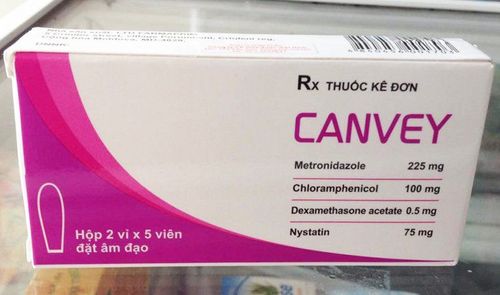 Rx THUỐC KÊ ĐƠN
CANVEY
Metronidazole 225 mg
Chloramphenicol 100 mg
Dexamethasone acetate 0.5 mg
Nystatin 75 mg
Hộp 2 vỉ x 5 viên
đặt âm đạo